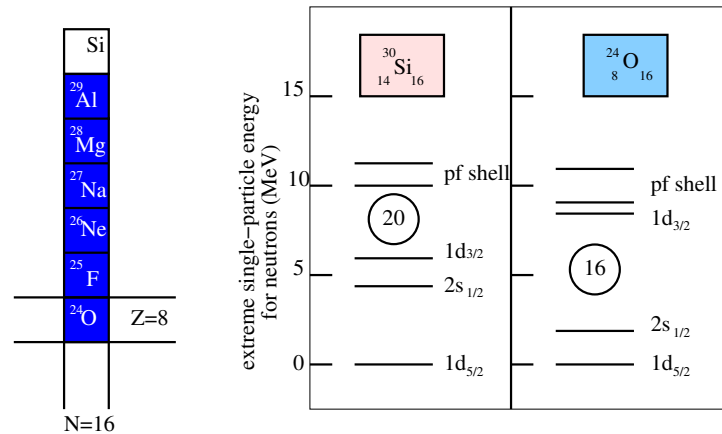 Si
29Al
28Mg
27Na
26Ne
25F
24O Z=8
N=16
extreme single−particle energy
for neutrons (MeV)
15
10
5
0
30 14Si16
pf shell
20
1d3/2
2s1/2
1d5/2
24 8O16
pf shell
1d3/2
16
2s1/2
1d5/2